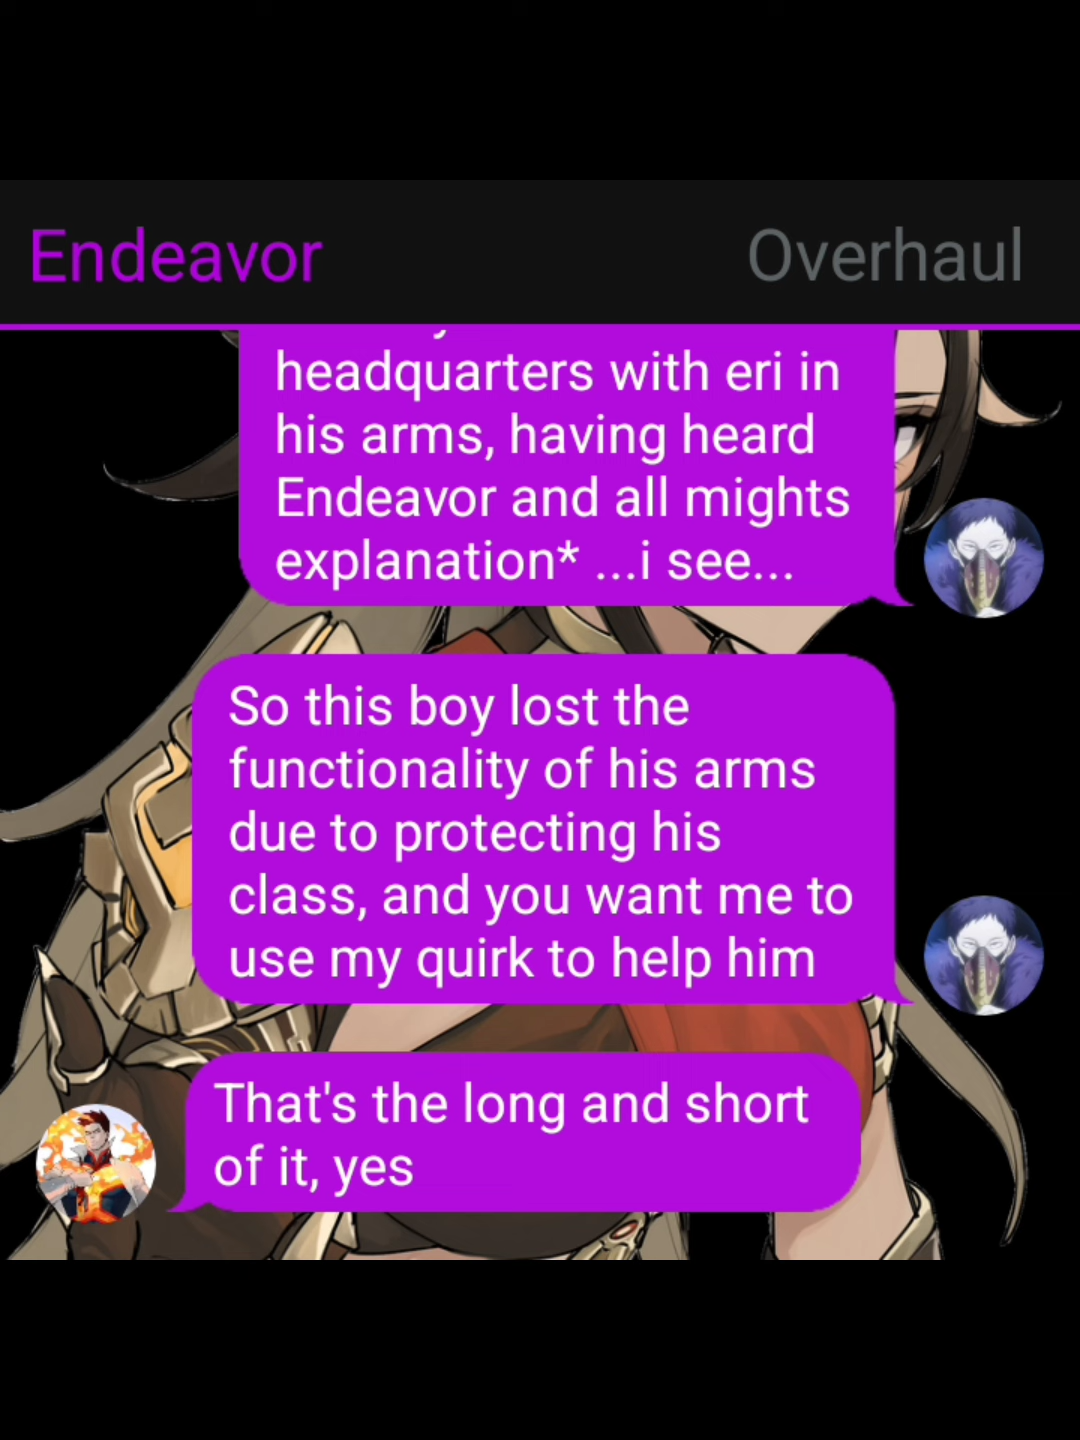 Endeavor Overhaul
headquarters with eri in
his arms, having heard
Endeavor and all mights
explanation* ...i see...
So this boy lost the
functionality of his arms
due to protecting his
class, and you want me to
use my quirk to help him
That's the long and short
of it, yes